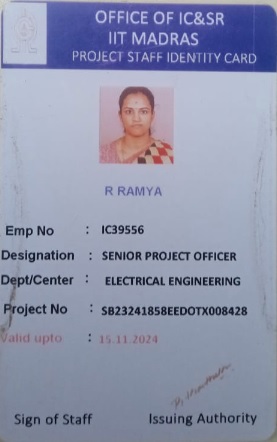 OFFICE OF IC&SR
IIT MADRAS
PROJECT STAFF IDENTITY CARD
R RAMYA
Emp No : IC39556
Designation : SENIOR PROJECT OFFICER
Dept/Center : ELECTRICAL ENGINEERING
Project No : SB23241858EEDOTX008428
Valid upto : 15.11.2024
Sign of Staff Issuing Authority